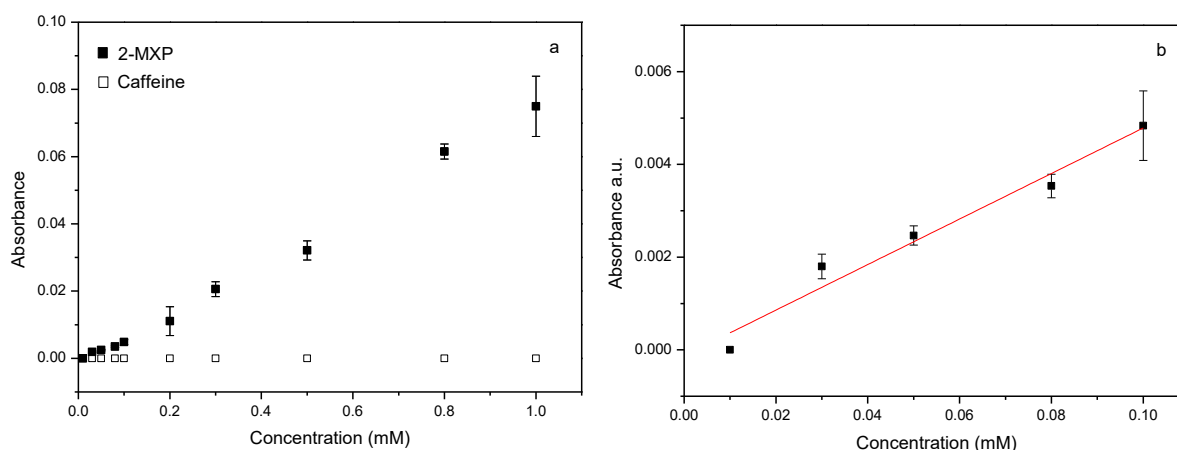 a
2-MXP
Caffeine
0.10
0.08
0.06
0.04
0.02
0.00
Absorbance
0.0 0.2 0.4 0.6 0.8 1.0
Concentration (mM)
b
0.006
0.004
0.002
0.000
Absorbance a.u.
0.00 0.02 0.04 0.06 0.08 0.10
Concentration (mM)